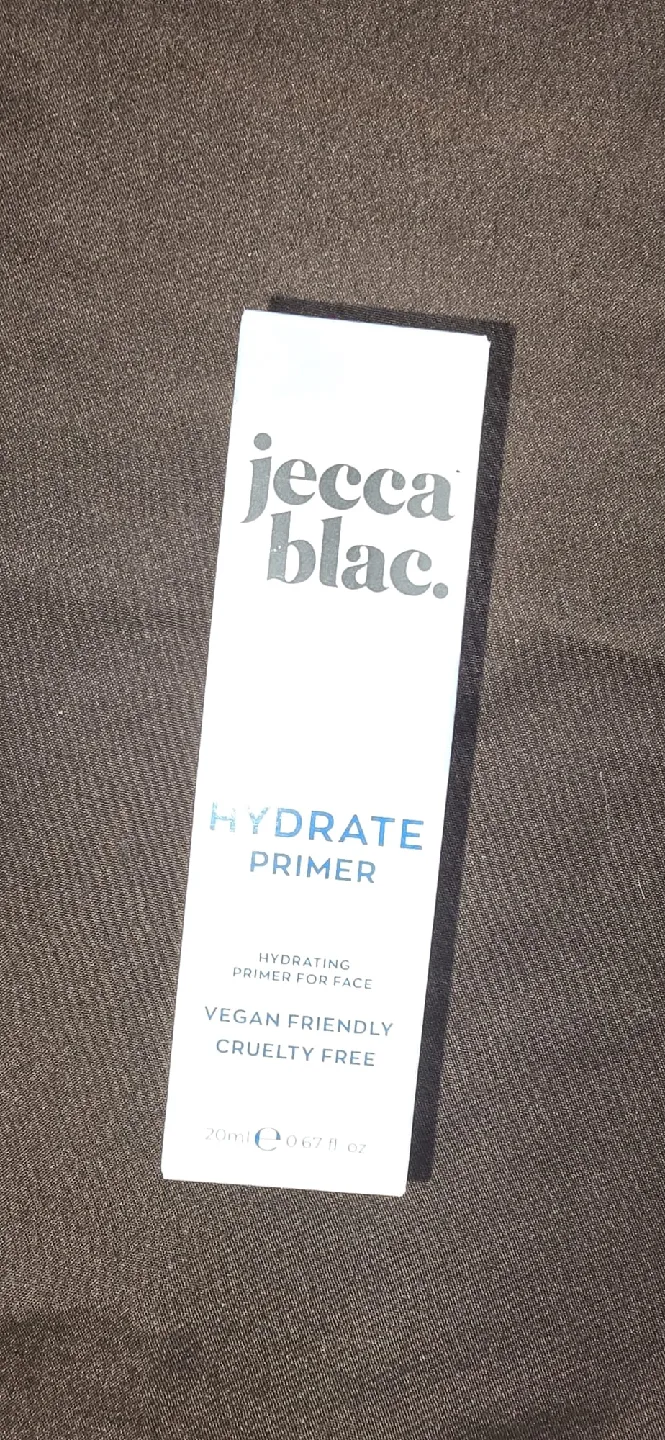 jecca
blac.
HYDRATE
PRIMER
HYDRATING
PRIMER FOR FACE
VEGAN FRIENDLY
CRUELTY FREE
20ml ℮ 0.67 fl. oz